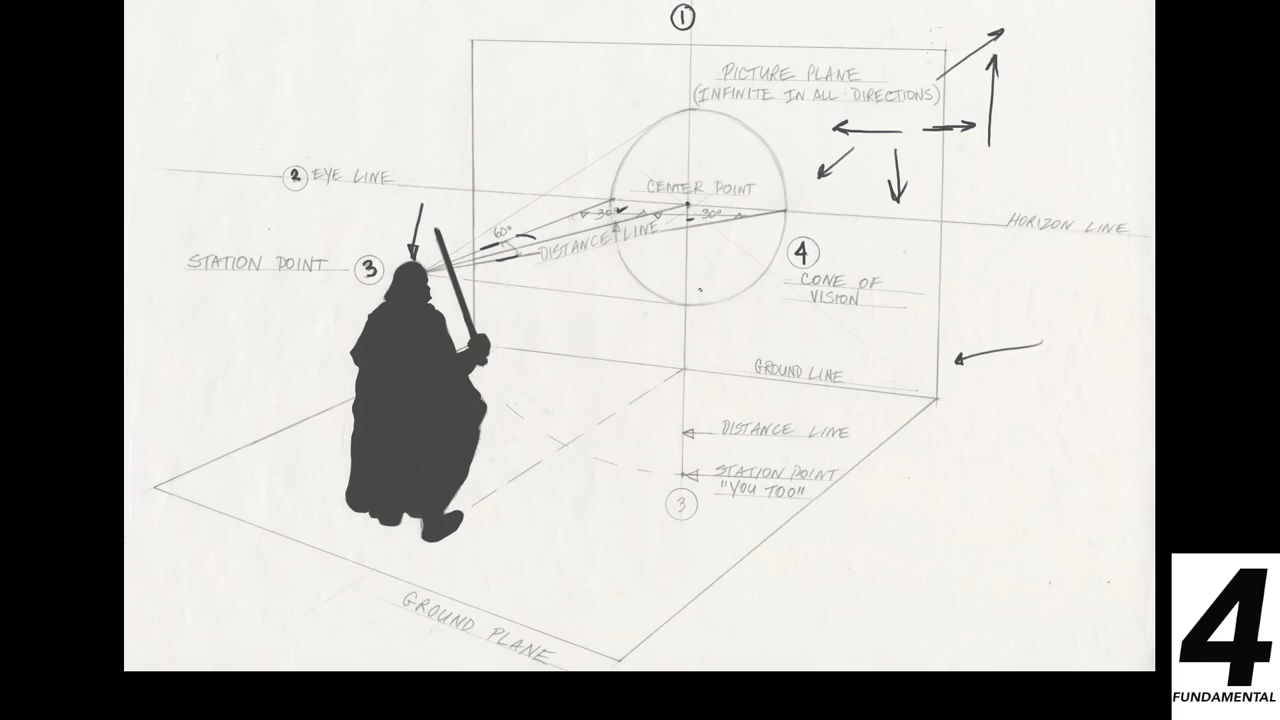 1
PICTURE PLANE
(INFINITE IN ALL DIRECTIONS)
2 EYE LINE
CENTER POINT
30° 30°
HORIZON LINE
60°
DISTANCE LINE
STATION POINT 3
4
CONE OF
VISION
GROUND LINE
DISTANCE LINE
STATION POINT
"YOU TOO"
3
GROUND PLANE
4
FUNDAMENTAL